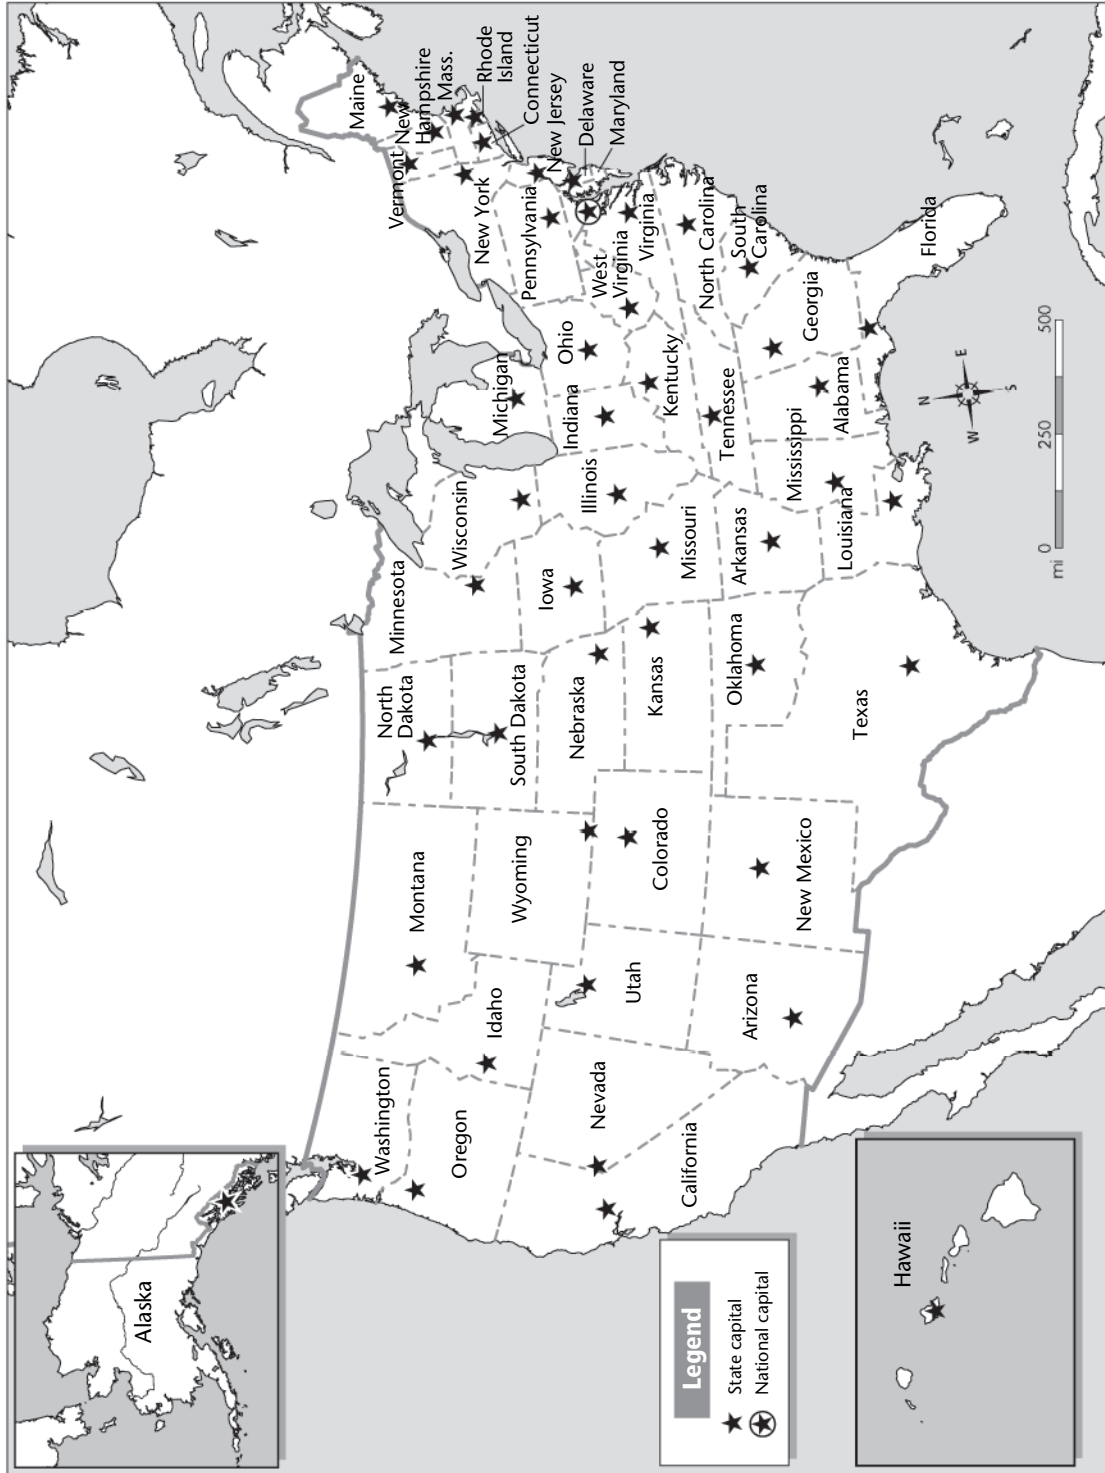 Alaska
Washington
Oregon
California
Nevada
Idaho
Montana
Wyoming
Utah
Arizona
Colorado
New Mexico
North
Dakota
South Dakota
Nebraska
Kansas
Oklahoma
Texas
Minnesota
Iowa
Missouri
Arkansas
Louisiana
Wisconsin
Illinois
Michigan
Indiana
Ohio
Kentucky
Tennessee
Mississippi
Alabama
Georgia
Florida
South
Carolina
North Carolina
Virginia
West
Virginia
Pennsylvania
New York
Vermont
New
Hampshire
Maine
Mass.
Rhode
Island
Connecticut
New Jersey
Delaware
Maryland
Hawaii
Legend
State capital
National capital
N
E
S
W
0
250
500
mi